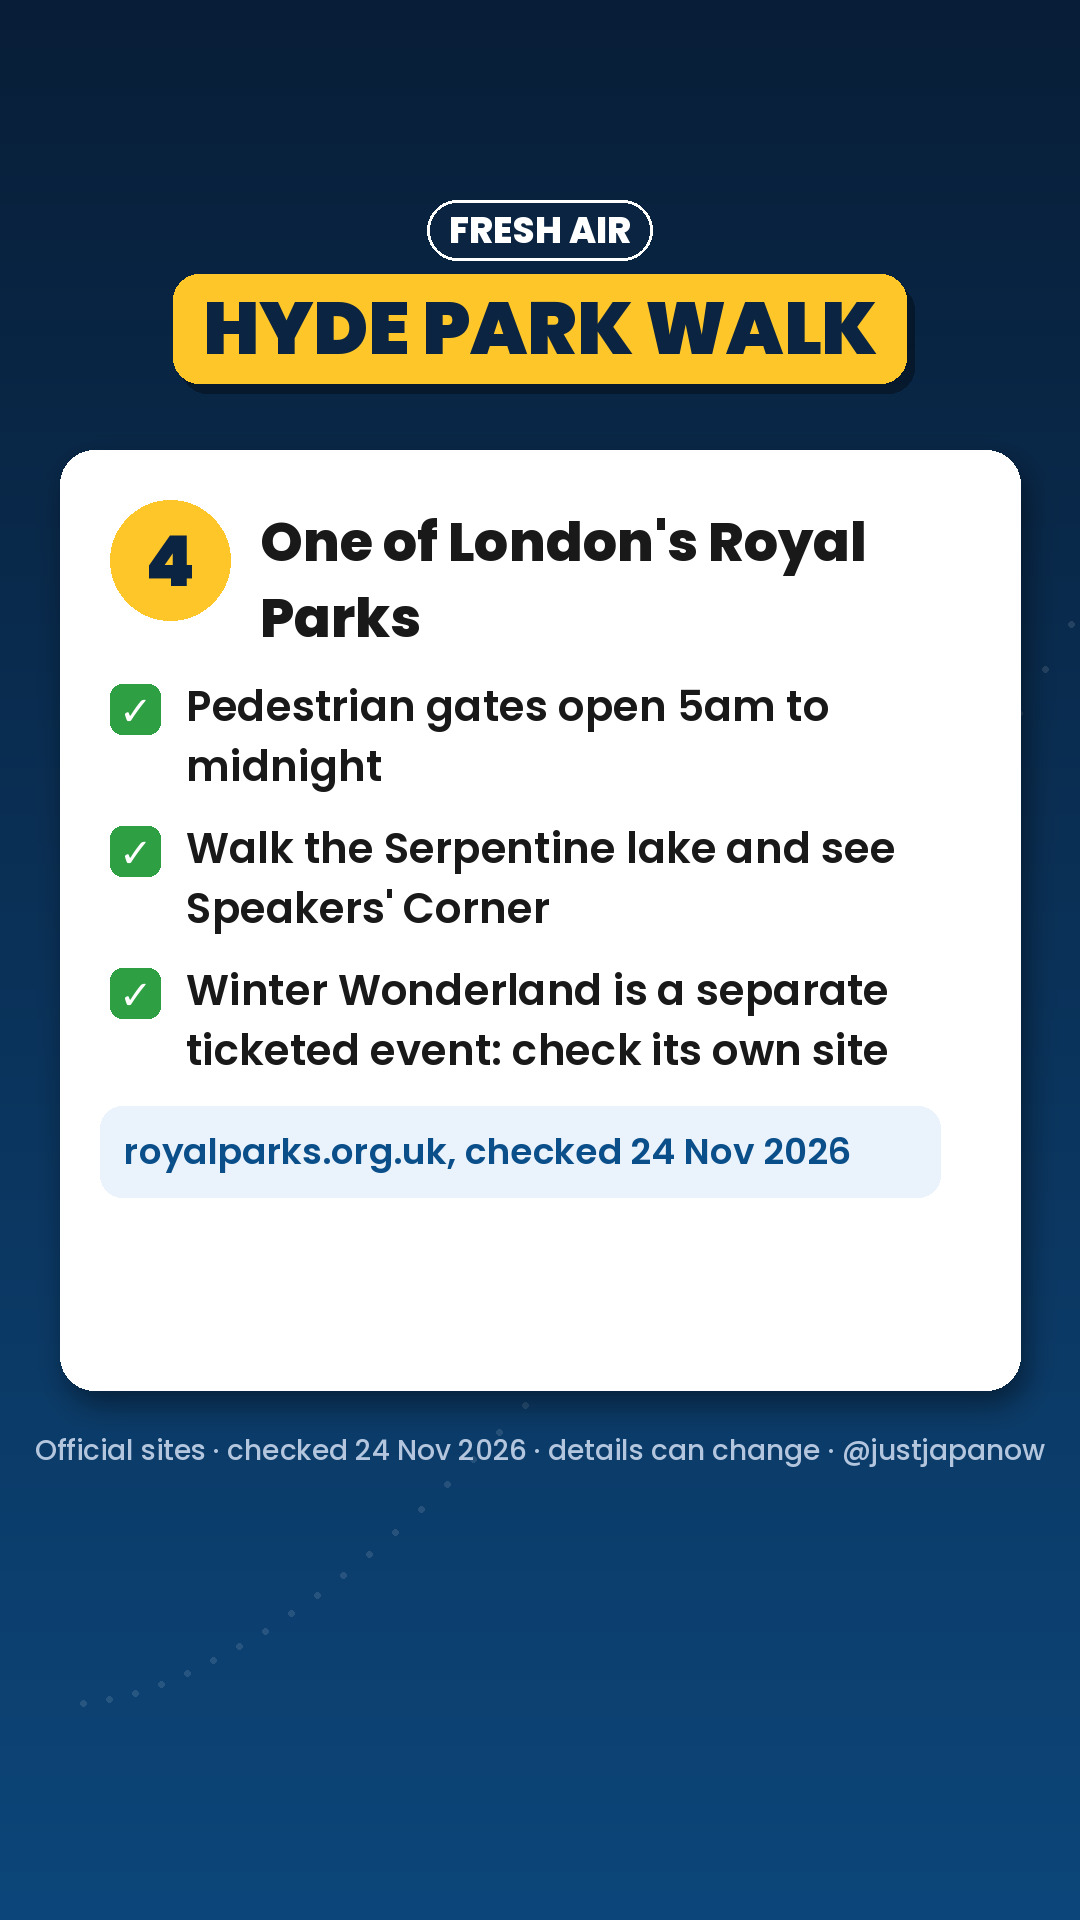 FRESH AIR
HYDE PARK WALK
4
One of London's Royal
Parks
✓ Pedestrian gates open 5am to
midnight
✓ Walk the Serpentine lake and see
Speakers' Corner
✓ Winter Wonderland is a separate
ticketed event: check its own site
royalparks.org.uk, checked 24 Nov 2026
Official sites · checked 24 Nov 2026 · details can change · @justjapanow